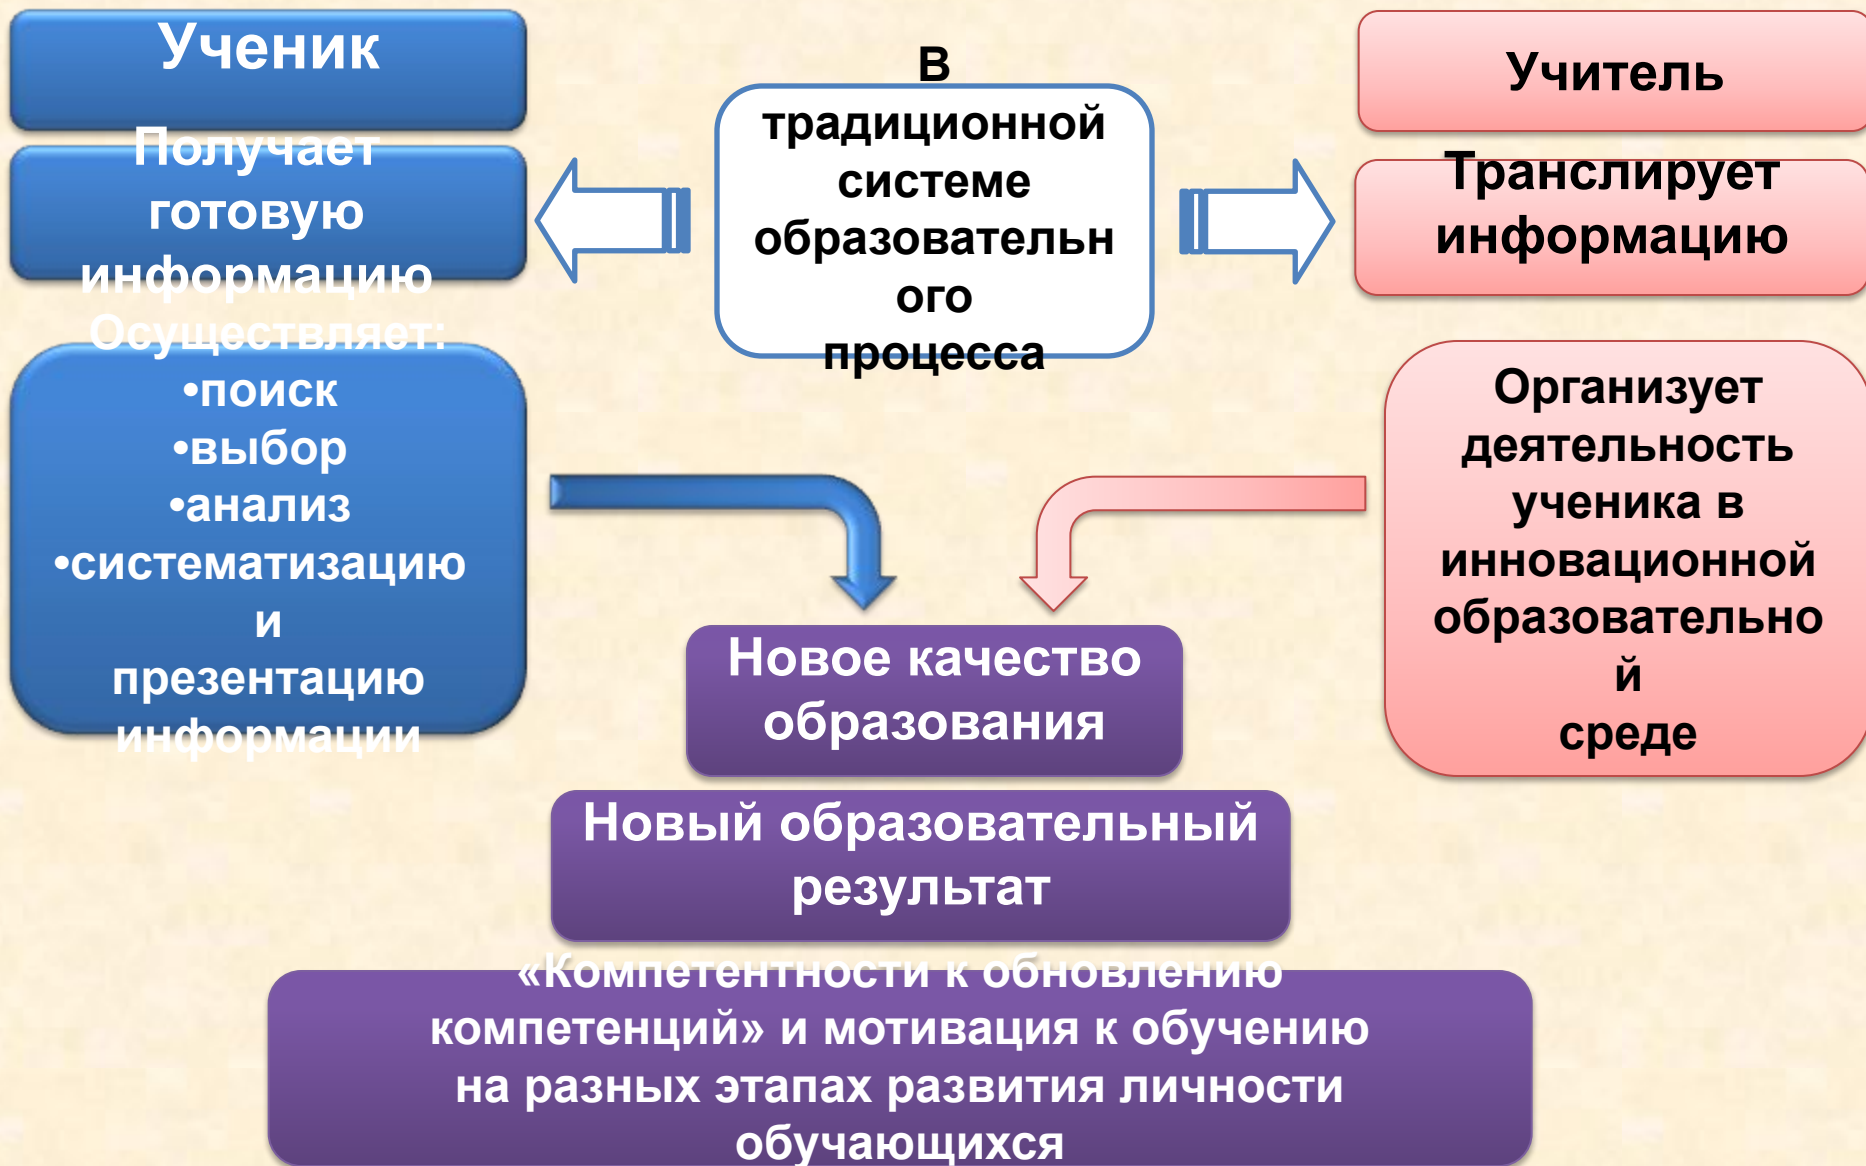 Ученик
Получает
готовую
информацию
Осуществляет:
•поиск
•выбор
•анализ
•систематизацию
и
презентацию
информации
В
традиционной
системе
образовательн
ого
процесса
Учитель
Транслирует
информацию
Организует
деятельность
ученика в
инновационной
образовательно
й
среде
Новое качество
образования
Новый образовательный
результат
«Компетентности к обновлению
компетенций» и мотивация к обучению
на разных этапах развития личности
обучающихся